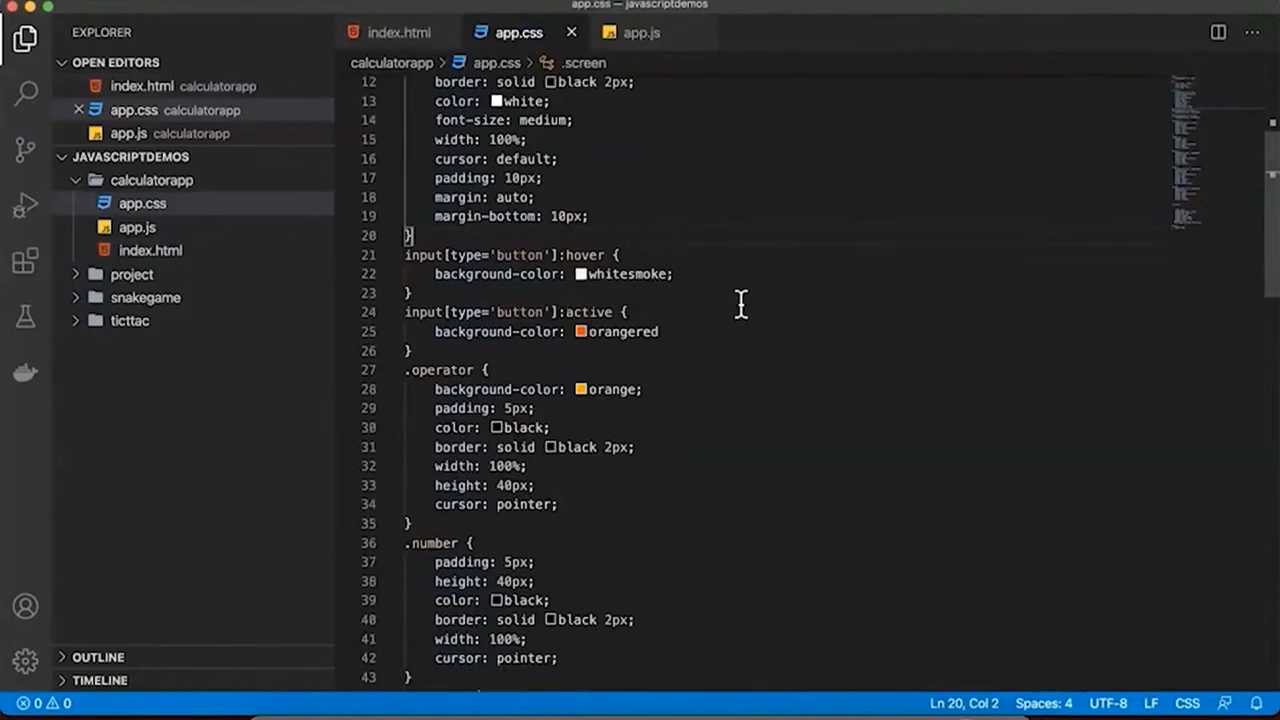 app.css — javascriptdemos
EXPLORER
index.html
app.css
app.js
OPEN EDITORS
index.html calculatorapp
app.css calculatorapp
app.js calculatorapp
JAVASCRIPTDEMOS
calculatorapp
app.css
app.js
index.html
project
snakegame
ticttac
OUTLINE
TIMELINE
calculatorapp > app.css > .screen
12 border: solid black 2px;
13 color: white;
14 font-size: medium;
15 width: 100%;
16 cursor: default;
17 padding: 10px;
18 margin: auto;
19 margin-bottom: 10px;
20 }
21 input[type='button']:hover {
22 background-color: whitesmoke;
23 }
24 input[type='button']:active {
25 background-color: orangered
26 }
27 .operator {
28 background-color: orange;
29 padding: 5px;
30 color: black;
31 border: solid black 2px;
32 width: 100%;
33 height: 40px;
34 cursor: pointer;
35 }
36 .number {
37 padding: 5px;
38 height: 40px;
39 color: black;
40 border: solid black 2px;
41 width: 100%;
42 cursor: pointer;
43 }
0 0 Ln 20, Col 2 Spaces: 4 UTF-8 LF CSS